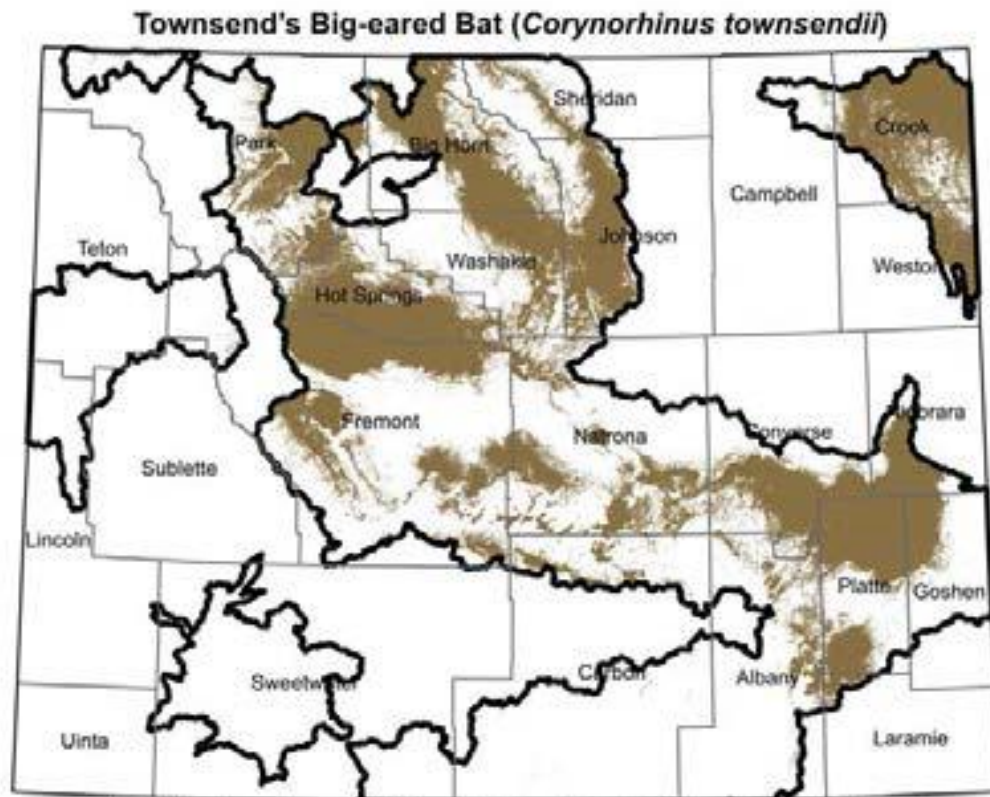 Townsend's Big-eared Bat (Corynorhinus townsendii)
Sheridan
Park
Big Horn
Crook
Campbell
Johnson
Teton
Washakie
Weston
Hot Springs
Fremont
Niobrara
Natrona
Converse
Sublette
Lincoln
Platte
Goshen
Sweetwater
Carbon
Albany
Uinta
Laramie